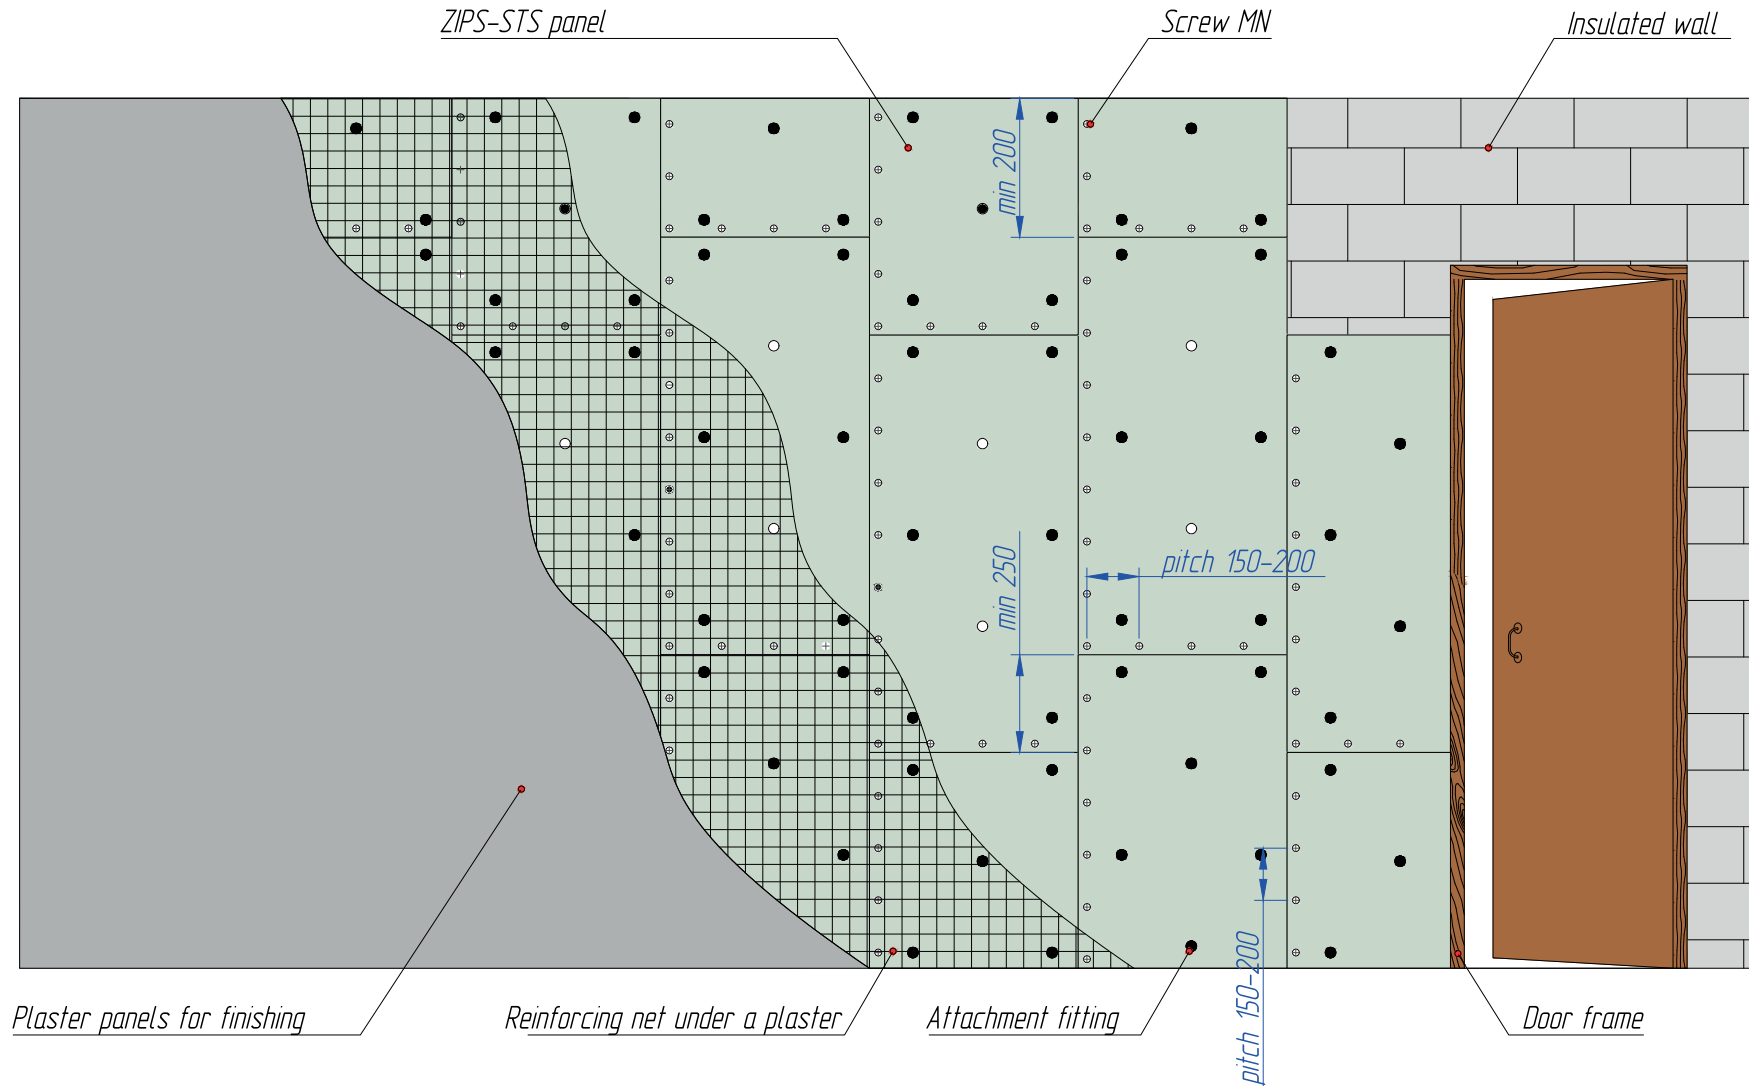 ZIPS-STS panel
Screw MN
Insulated wall
min 200
min 250
pitch 150-200
pitch 150-200
Plaster panels for finishing
Reinforcing net under a plaster
Attachment fitting
Door frame